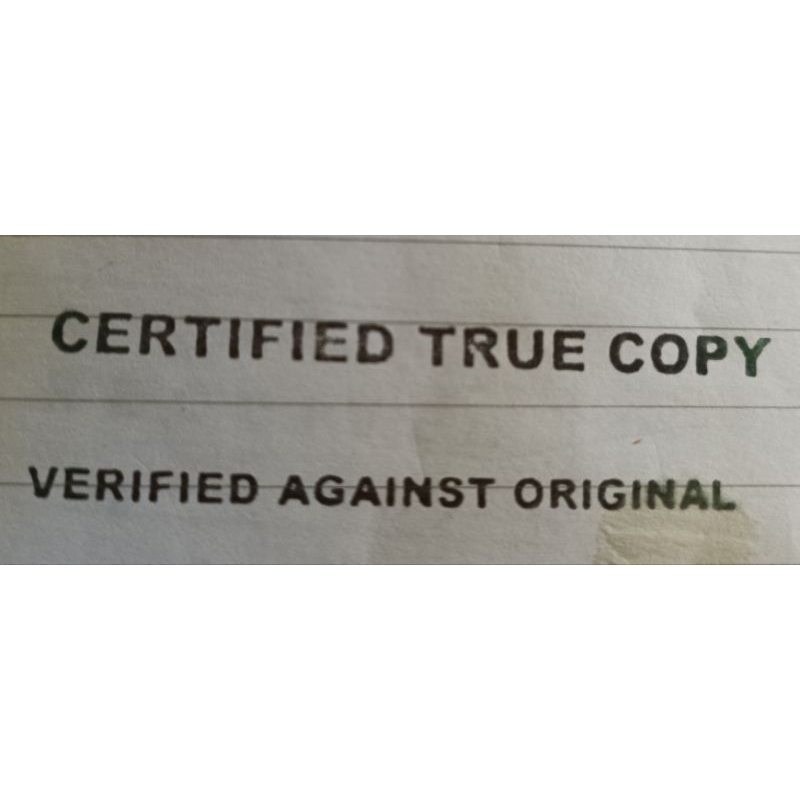 CERTIFIED TRUE COPY
VERIFIED AGAINST ORIGINAL